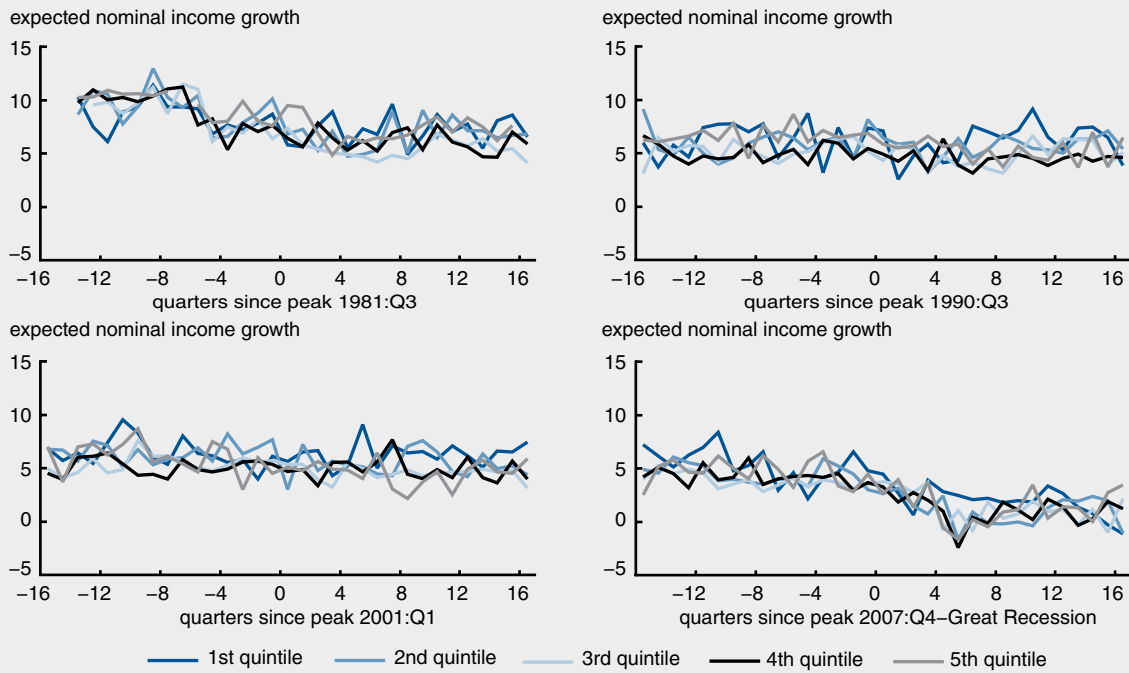 expected nominal income growth
15
10
5
0
–5
–16 –12 –8 –4 0 4 8 12 16
quarters since peak 1981:Q3
expected nominal income growth
15
10
5
0
–5
–16 –12 –8 –4 0 4 8 12 16
quarters since peak 1990:Q3
expected nominal income growth
15
10
5
0
–5
–16 –12 –8 –4 0 4 8 12 16
quarters since peak 2001:Q1
expected nominal income growth
15
10
5
0
–5
–12 –8 –4 0 4 8 12 16
quarters since peak 2007:Q4–Great Recession
1st quintile 2nd quintile 3rd quintile 4th quintile 5th quintile